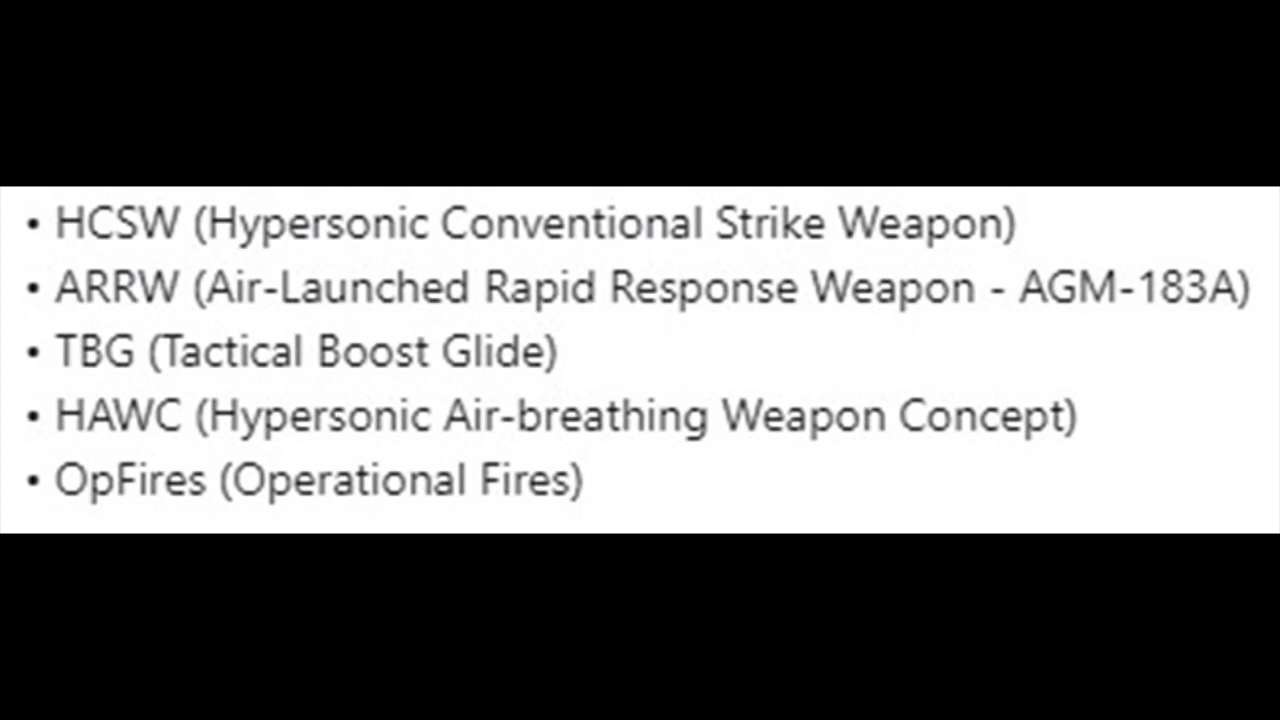 • HCSW (Hypersonic Conventional Strike Weapon)
• ARRW (Air-Launched Rapid Response Weapon - AGM-183A)
• TBG (Tactical Boost Glide)
• HAWC (Hypersonic Air-breathing Weapon Concept)
• OpFires (Operational Fires)